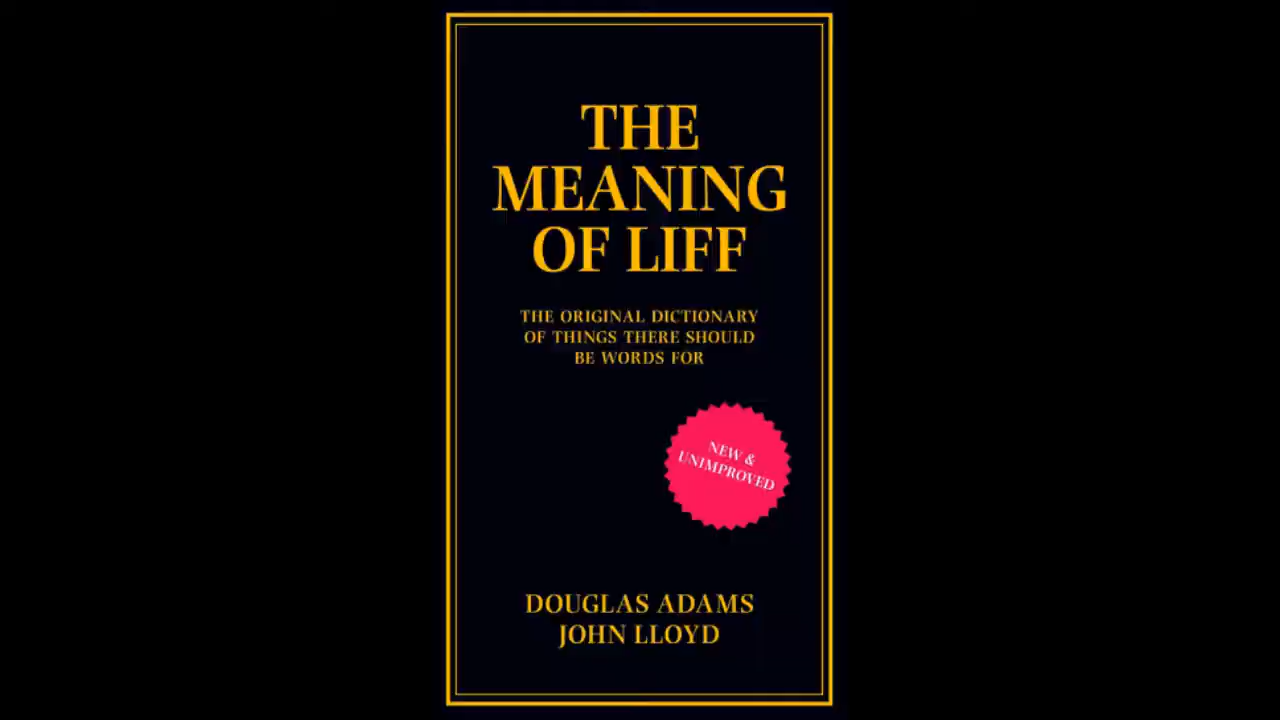 THE
MEANING
OF LIFF
THE ORIGINAL DICTIONARY
OF THINGS THERE SHOULD
BE WORDS FOR
NEW &
UNIMPROVED
DOUGLAS ADAMS
JOHN LLOYD